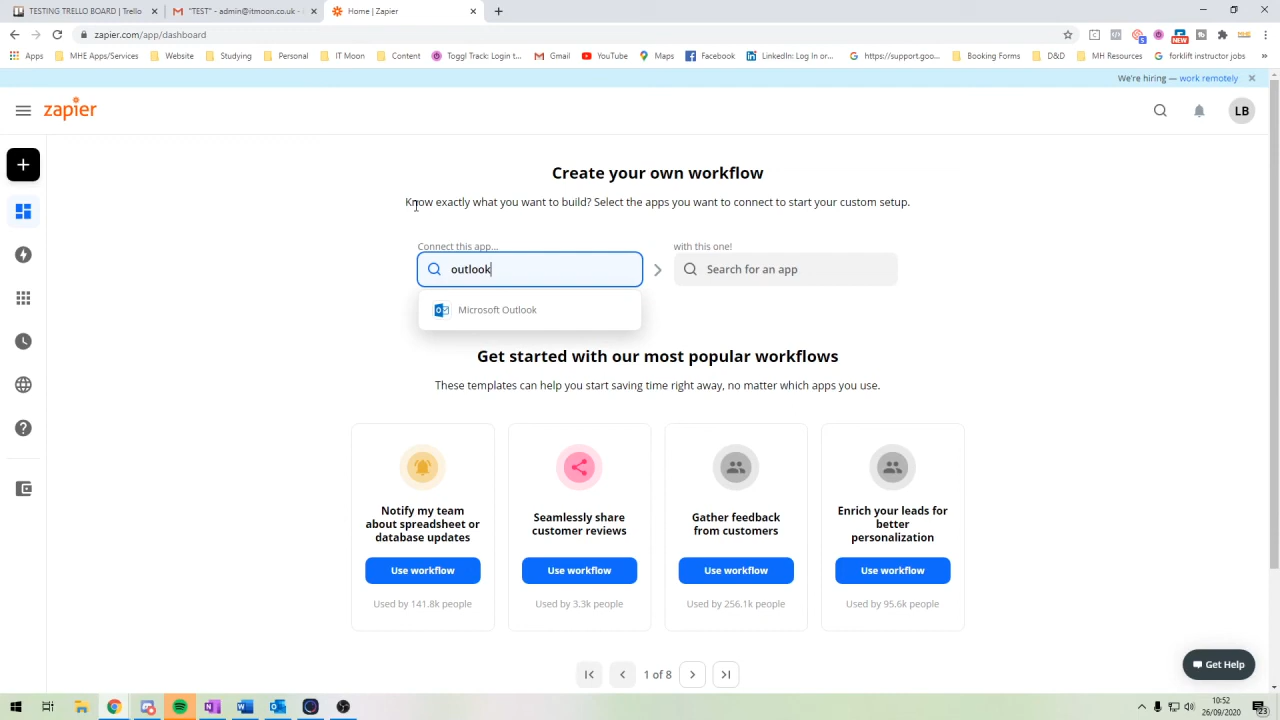 TESTING TRELLO BOARD | Trello
"TEST" - admin@itmoon.co.uk -
Home | Zapier
zapier.com/app/dashboard
NEW
Apps
MHE Apps/Services
Website
Studying
Personal
IT Moon
Content
Toggl Track Login t...
Gmail
YouTube
Maps
Facebook
LinkedIn: Log In or...
https://support.goo...
Booking Forms
D&D
MH Resources
forklift instructor jobs
We're hiring — work remotely
zapier
LB
Create your own workflow
Know exactly what you want to build? Select the apps you want to connect to start your custom setup.
Connect this app...
with this one!
outlook
Search for an app
Microsoft Outlook
Get started with our most popular workflows
These templates can help you start saving time right away, no matter which apps you use.
Notify my team
about spreadsheet or
database updates
Use workflow
Used by 141.8k people
Seamlessly share
customer reviews
Use workflow
Used by 3.3k people
Gather feedback
from customers
Use workflow
Used by 256.1k people
Enrich your leads for
better
personalization
Use workflow
Used by 95.6k people
1 of 8
Get Help
10:52
26/09/2020